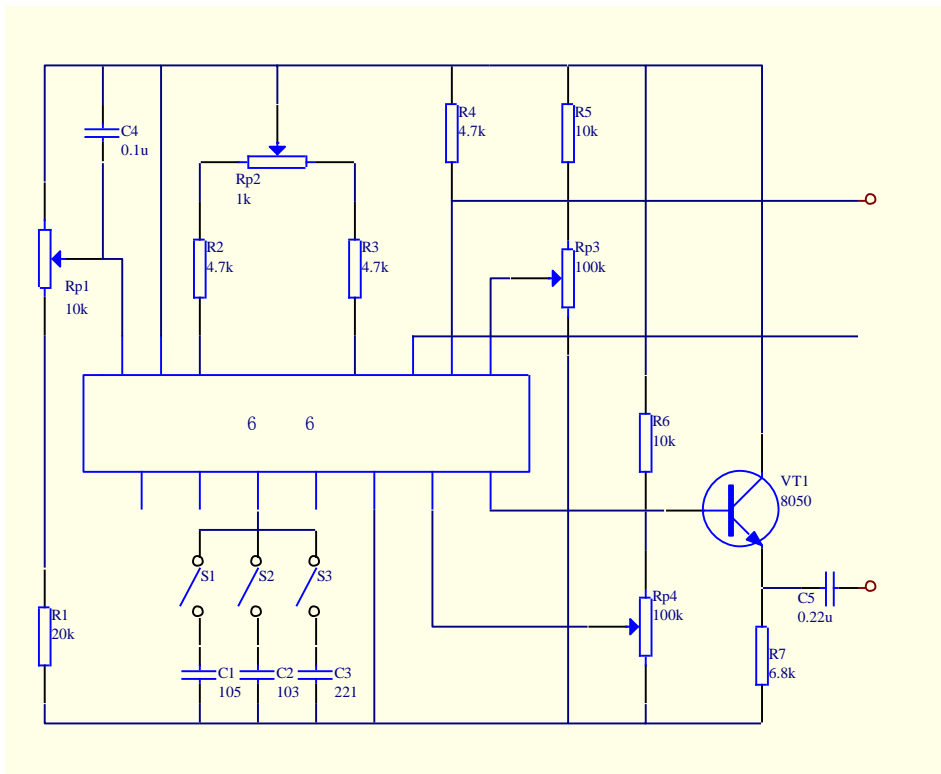 C4
0.1u
R4
4.7k
R5
10k
Rp2
1k
R2
4.7k
R3
4.7k
Rp3
100k
Rp1
10k
6 6
R6
10k
VT1
8050
S1
S2
S3
Rp4
100k
C5
0.22u
R1
20k
R7
6.8k
C1
105
C2
103
C3
221